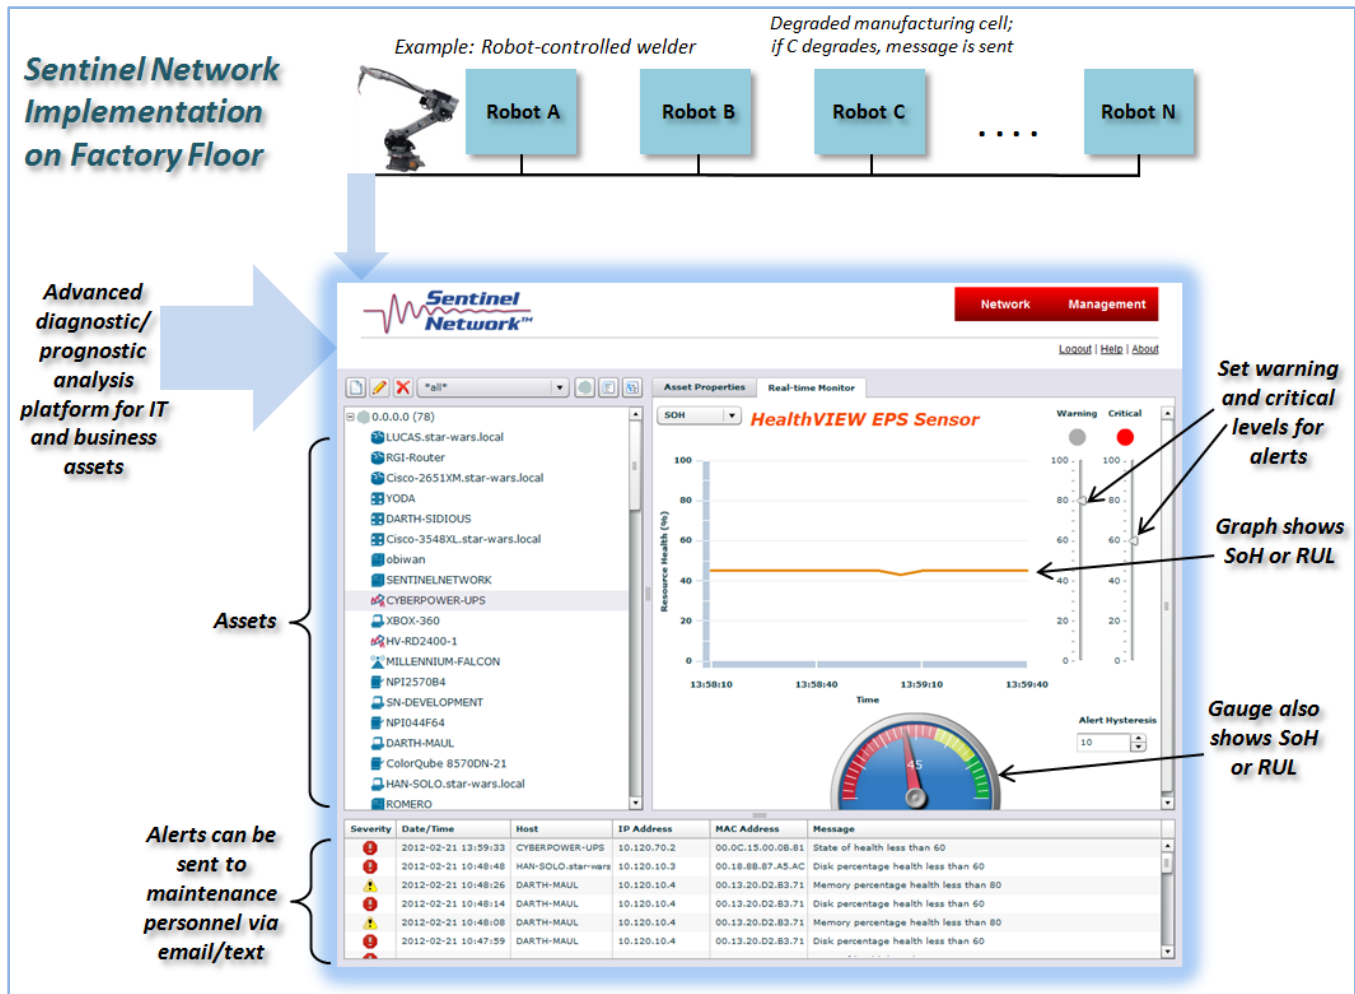 Sentinel Network
Implementation
on Factory Floor
Example: Robot-controlled welder
Degraded manufacturing cell;
if C degrades, message is sent
Robot A
Robot B
Robot C
. . . .
Robot N
Advanced
diagnostic/
prognostic
analysis
platform for IT
and business
assets
Sentinel
Network™
Network Management
Logout | Help | About
*all*
0.0.0.0 (78)
LUCAS.star-wars.local
RGI-Router
Cisco-2651XM.star-wars.local
YODA
DARTH-SIDIOUS
Cisco-3548XL.star-wars.local
obiwan
SENTINELNETWORK
CYBERPOWER-UPS
XBOX-360
HV-RD2400-1
MILLENNIUM-FALCON
NPI2570B4
SN-DEVELOPMENT
NPI044F64
DARTH-MAUL
ColorQube 8570DN-21
HAN-SOLO.star-wars.local
ROMERO
Assets
Asset Properties Real-time Monitor
SOH
HealthVIEW EPS Sensor
Resource Health (%)
100
80
60
40
20
0
13:58:10 13:58:40 13:59:10 13:59:40
Time
Warning Critical
100 - 100 -
80 - 80 -
60 - 60 -
40 - 40 -
20 - 20 -
0 - 0 -
Alert Hysteresis
10
45
Set warning
and critical
levels for
alerts
Graph shows
SoH or RUL
Gauge also
shows SoH
or RUL
Alerts can be
sent to
maintenance
personnel via
email/text
Severity Date/Time Host IP Address MAC Address Message
2012-02-21 13:59:33 CYBERPOWER-UPS 10.120.70.2 00.0C.15.00.0B.81 State of health less than 60
2012-02-21 10:48:48 HAN-SOLO.star-wars 10.120.10.3 00.18.8B.87.A5.AC Disk percentage health less than 60
2012-02-21 10:48:26 DARTH-MAUL 10.120.10.4 00.13.20.D2.B3.71 Memory percentage health less than 80
2012-02-21 10:48:14 DARTH-MAUL 10.120.10.4 00.13.20.D2.B3.71 Disk percentage health less than 60
2012-02-21 10:48:08 DARTH-MAUL 10.120.10.4 00.13.20.D2.B3.71 Memory percentage health less than 80
2012-02-21 10:47:59 DARTH-MAUL 10.120.10.4 00.13.20.D2.B3.71 Disk percentage health less than 60